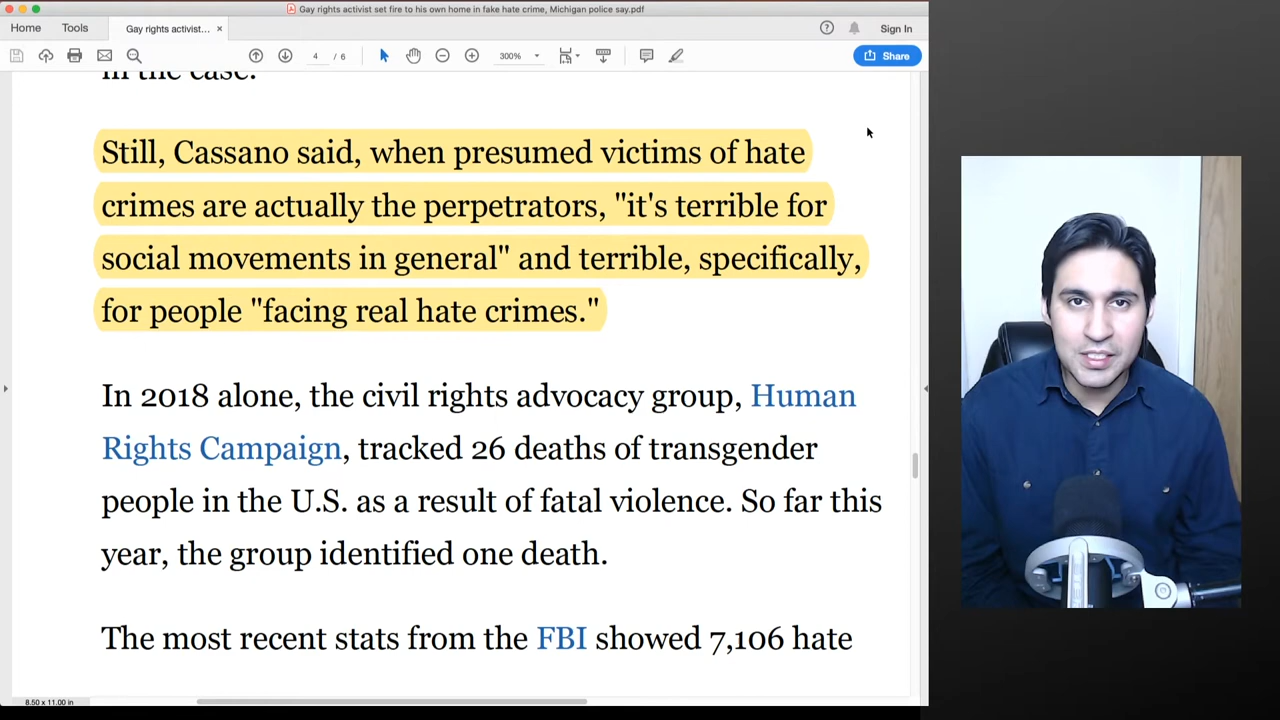 Gay rights activist set fire to his own home in fake hate crime, Michigan police say.pdf
Home Tools Gay rights activist... × Sign In
4 / 6 300% Share
in the case.
Still, Cassano said, when presumed victims of hate
crimes are actually the perpetrators, "it's terrible for
social movements in general" and terrible, specifically,
for people "facing real hate crimes."
In 2018 alone, the civil rights advocacy group, Human
Rights Campaign, tracked 26 deaths of transgender
people in the U.S. as a result of fatal violence. So far this
year, the group identified one death.
The most recent stats from the FBI showed 7,106 hate
8.50 x 11.00 in